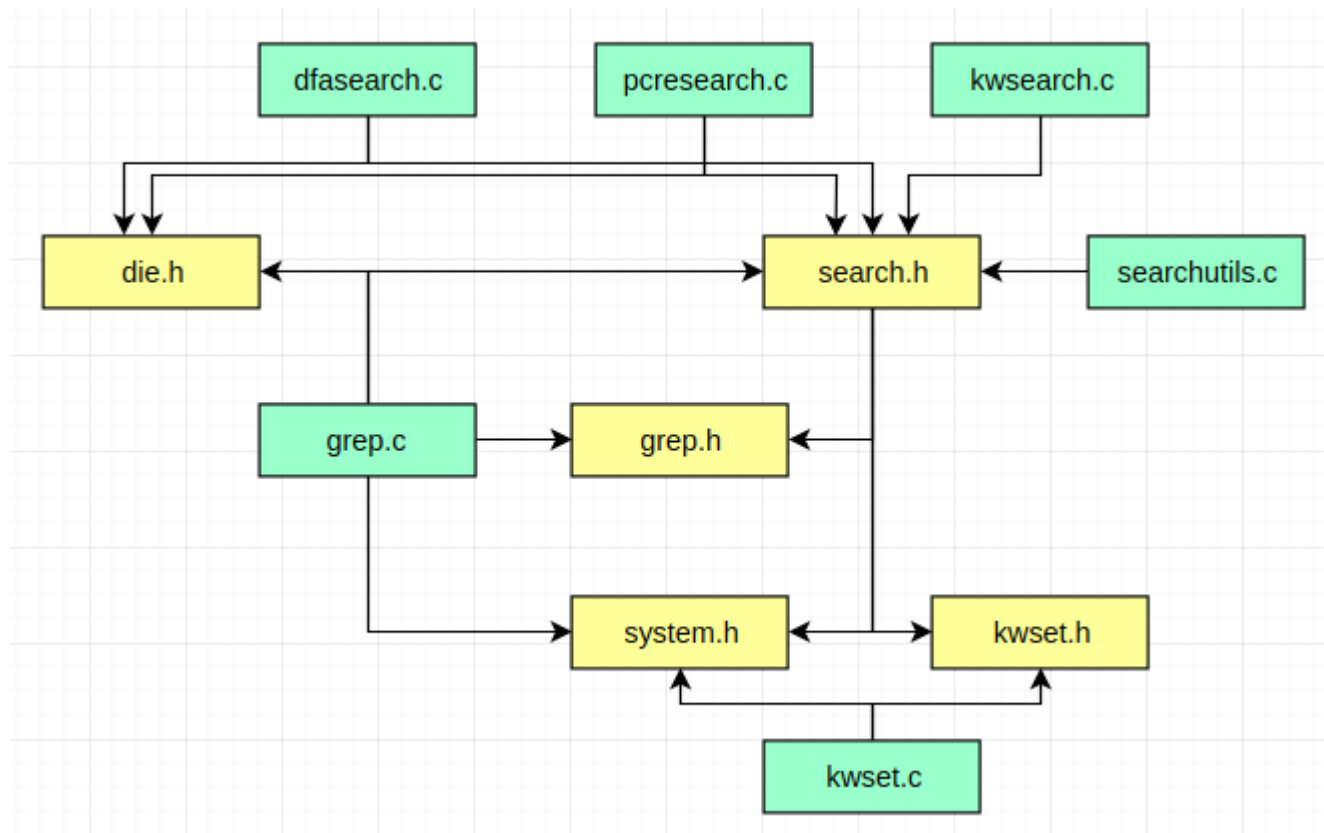 dfasearch.c
pcresearch.c
kwsearch.c
die.h
search.h
searchutils.c
grep.c
grep.h
system.h
kwset.h
kwset.c